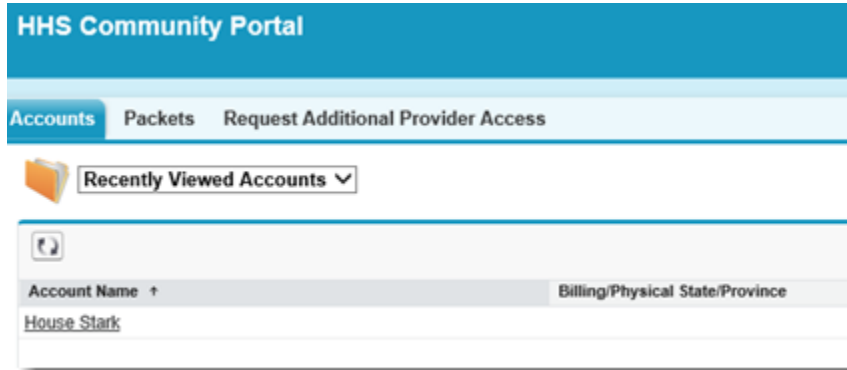 HHS Community Portal
Accounts Packets Request Additional Provider Access
Recently Viewed Accounts
Account Name ↑ Billing/Physical State/Province
House Stark